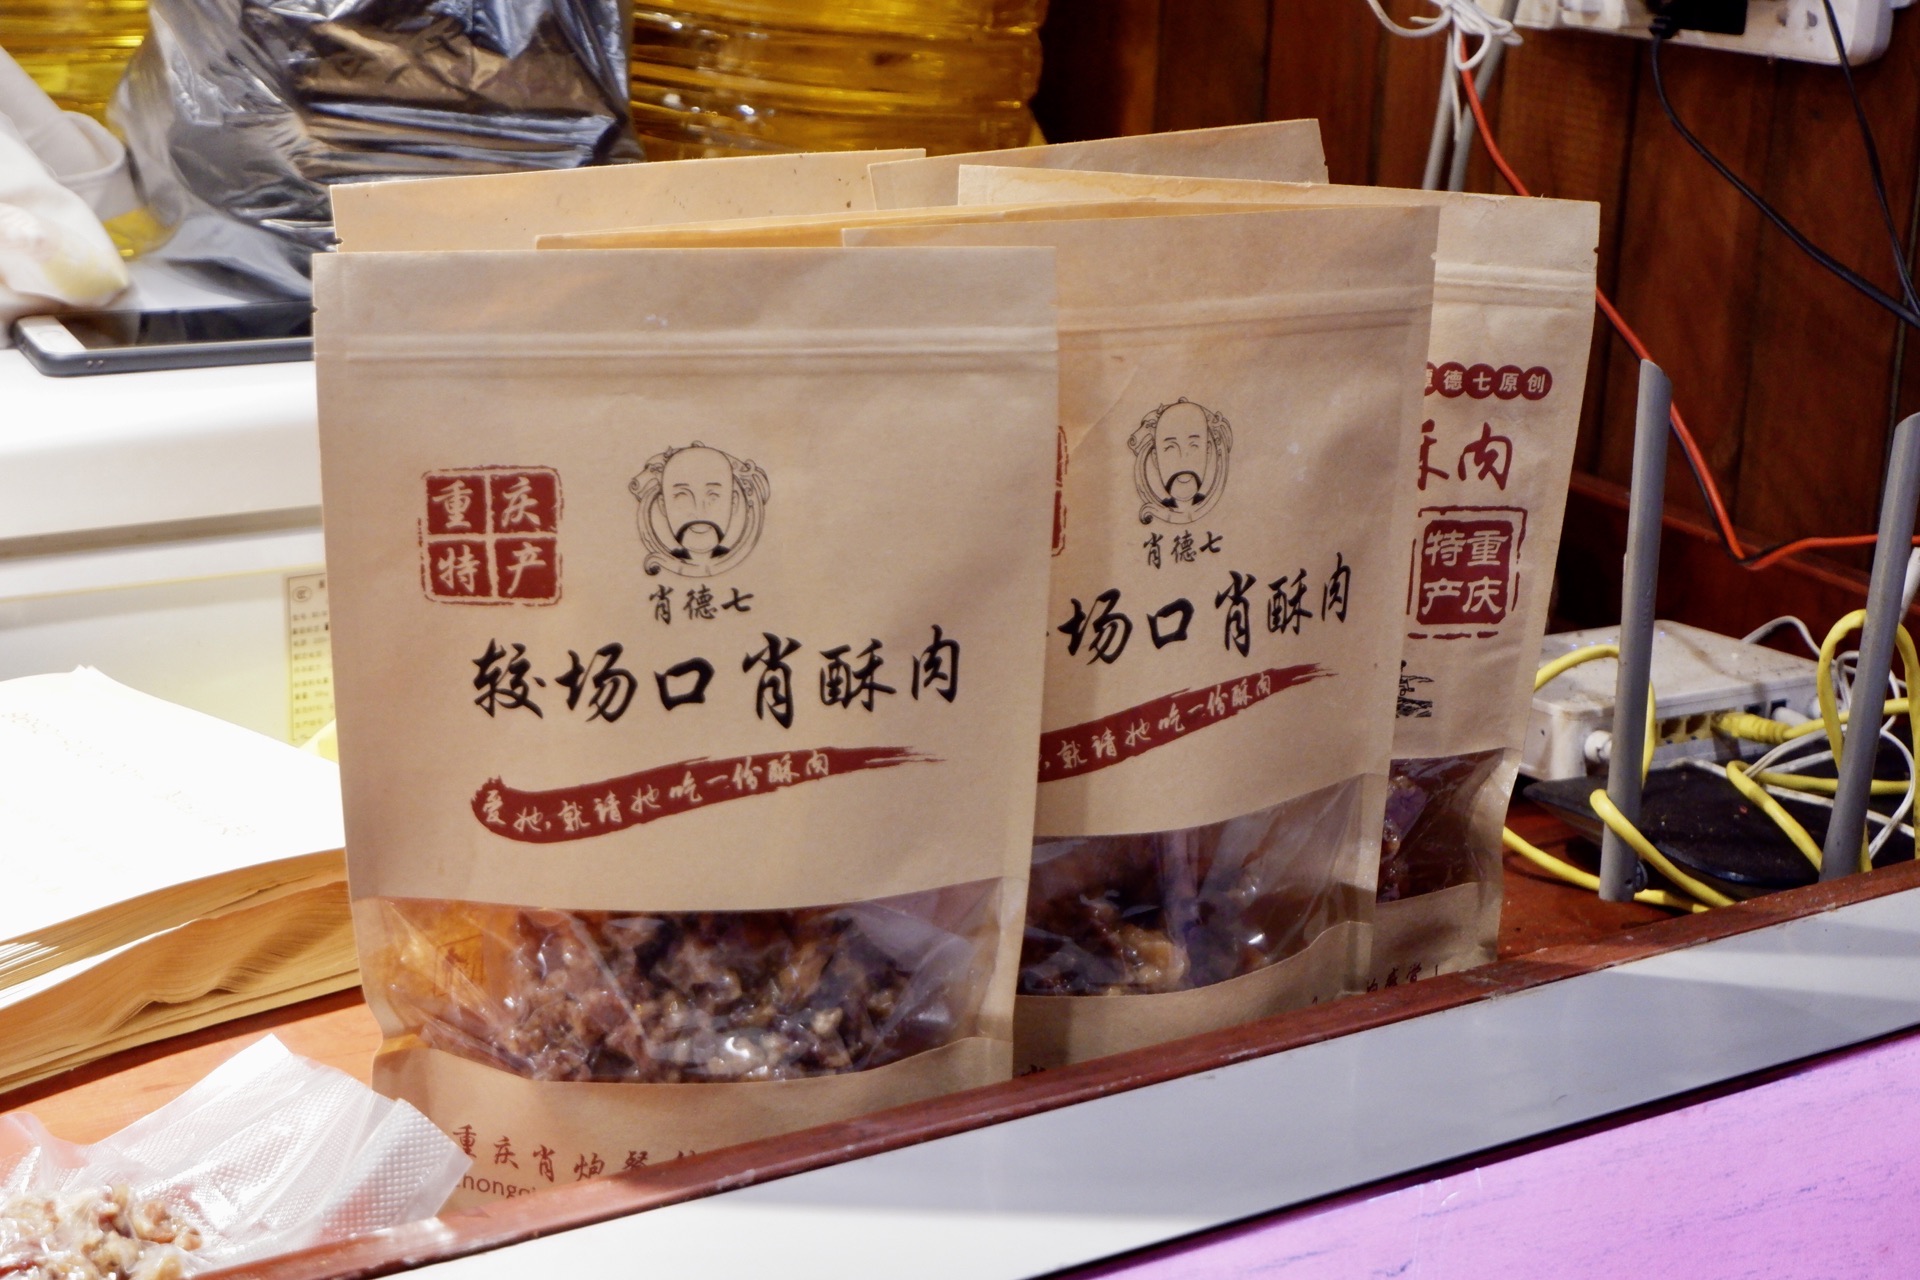 重庆
特产
肖德七
较场口肖酥肉
爱她,就请她吃一份酥肉
重庆肖灼餐
hongqi
肖德七
场口肖酥肉
就请她吃一份酥肉
德七原创
酥肉
特重
产庆